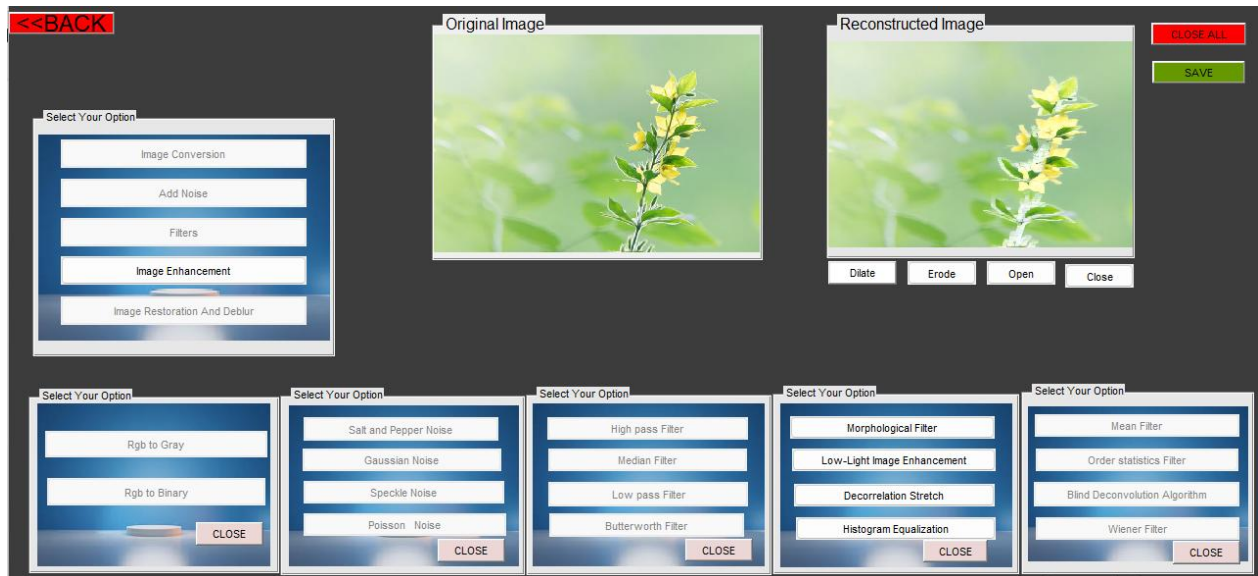 <<BACK
Original Image
Reconstructed Image
CLOSE ALL
SAVE
Select Your Option
Image Conversion
Add Noise
Filters
Image Enhancement
Image Restoration And Deblur
Dilate
Erode
Open
Close
Select Your Option
Rgb to Gray
Rgb to Binary
CLOSE
Select Your Option
Salt and Pepper Noise
Gaussian Noise
Speckle Noise
Poisson Noise
CLOSE
Select Your Option
High pass Filter
Median Filter
Low pass Filter
Butterworth Filter
CLOSE
Select Your Option
Morphological Filter
Low-Light Image Enhancement
Decorrelation Stretch
Histogram Equalization
CLOSE
Select Your Option
Mean Filter
Order statistics Filter
Blind Deconvolution Algorithm
Wiener Filter
CLOSE